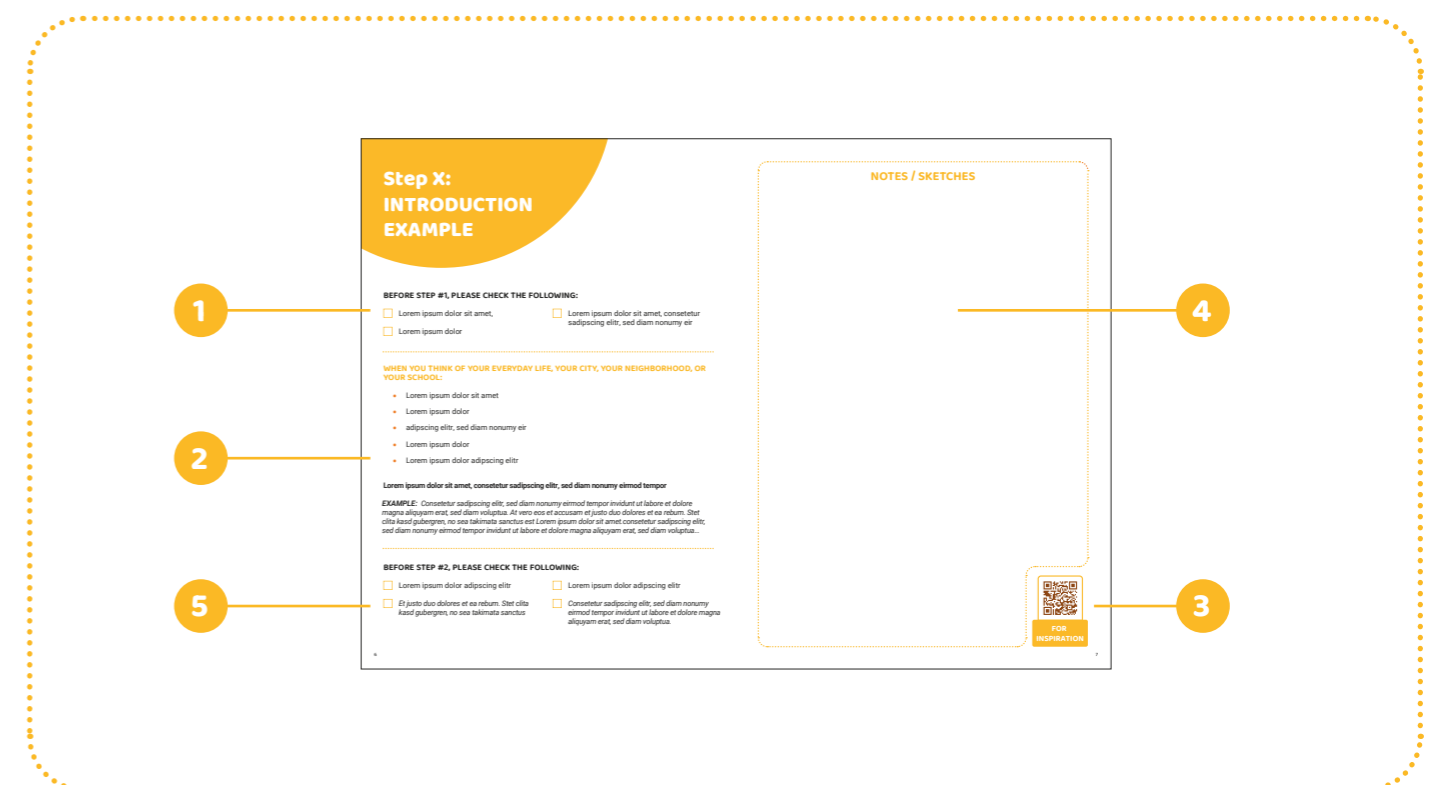 Step X:
INTRODUCTION
EXAMPLE
BEFORE STEP #1, PLEASE CHECK THE FOLLOWING:
Lorem ipsum dolor sit amet,
Lorem ipsum dolor
Lorem ipsum dolor sit amet, consetetur
sadipscing elitr, sed diam nonumy eir
WHEN YOU THINK OF YOUR EVERYDAY LIFE, YOUR CITY, YOUR NEIGHBORHOOD, OR
YOUR SCHOOL:
Lorem ipsum dolor sit amet
Lorem ipsum dolor
adipscing elitr, sed diam nonumy eir
Lorem ipsum dolor
Lorem ipsum dolor adipscing elitr
Lorem ipsum dolor sit amet, consetetur sadipscing elitr, sed diam nonumy eirmod tempor
EXAMPLE: Consetetur sadipscing elitr, sed diam nonumy eirmod tempor invidunt ut labore et dolore
magna aliquyam erat, sed diam voluptua. At vero eos et accusam et justo duo dolores et ea rebum. Stet
clita kasd gubergren, no sea takimata sanctus est Lorem ipsum dolor sit amet.consetetur sadipscing elitr,
sed diam nonumy eirmod tempor invidunt ut labore et dolore magna aliquyam erat, sed diam voluptua...
BEFORE STEP #2, PLEASE CHECK THE FOLLOWING:
Lorem ipsum dolor adipscing elitr
Et justo duo dolores et ea rebum. Stet clita
kasd gubergren, no sea takimata sanctus
Lorem ipsum dolor adipscing elitr
Consetetur sadipscing elitr, sed diam nonumy
eirmod tempor invidunt ut labore et dolore magna
aliquyam erat, sed diam voluptua.
6
NOTES / SKETCHES
FOR
INSPIRATION
7
1
2
5
4
3